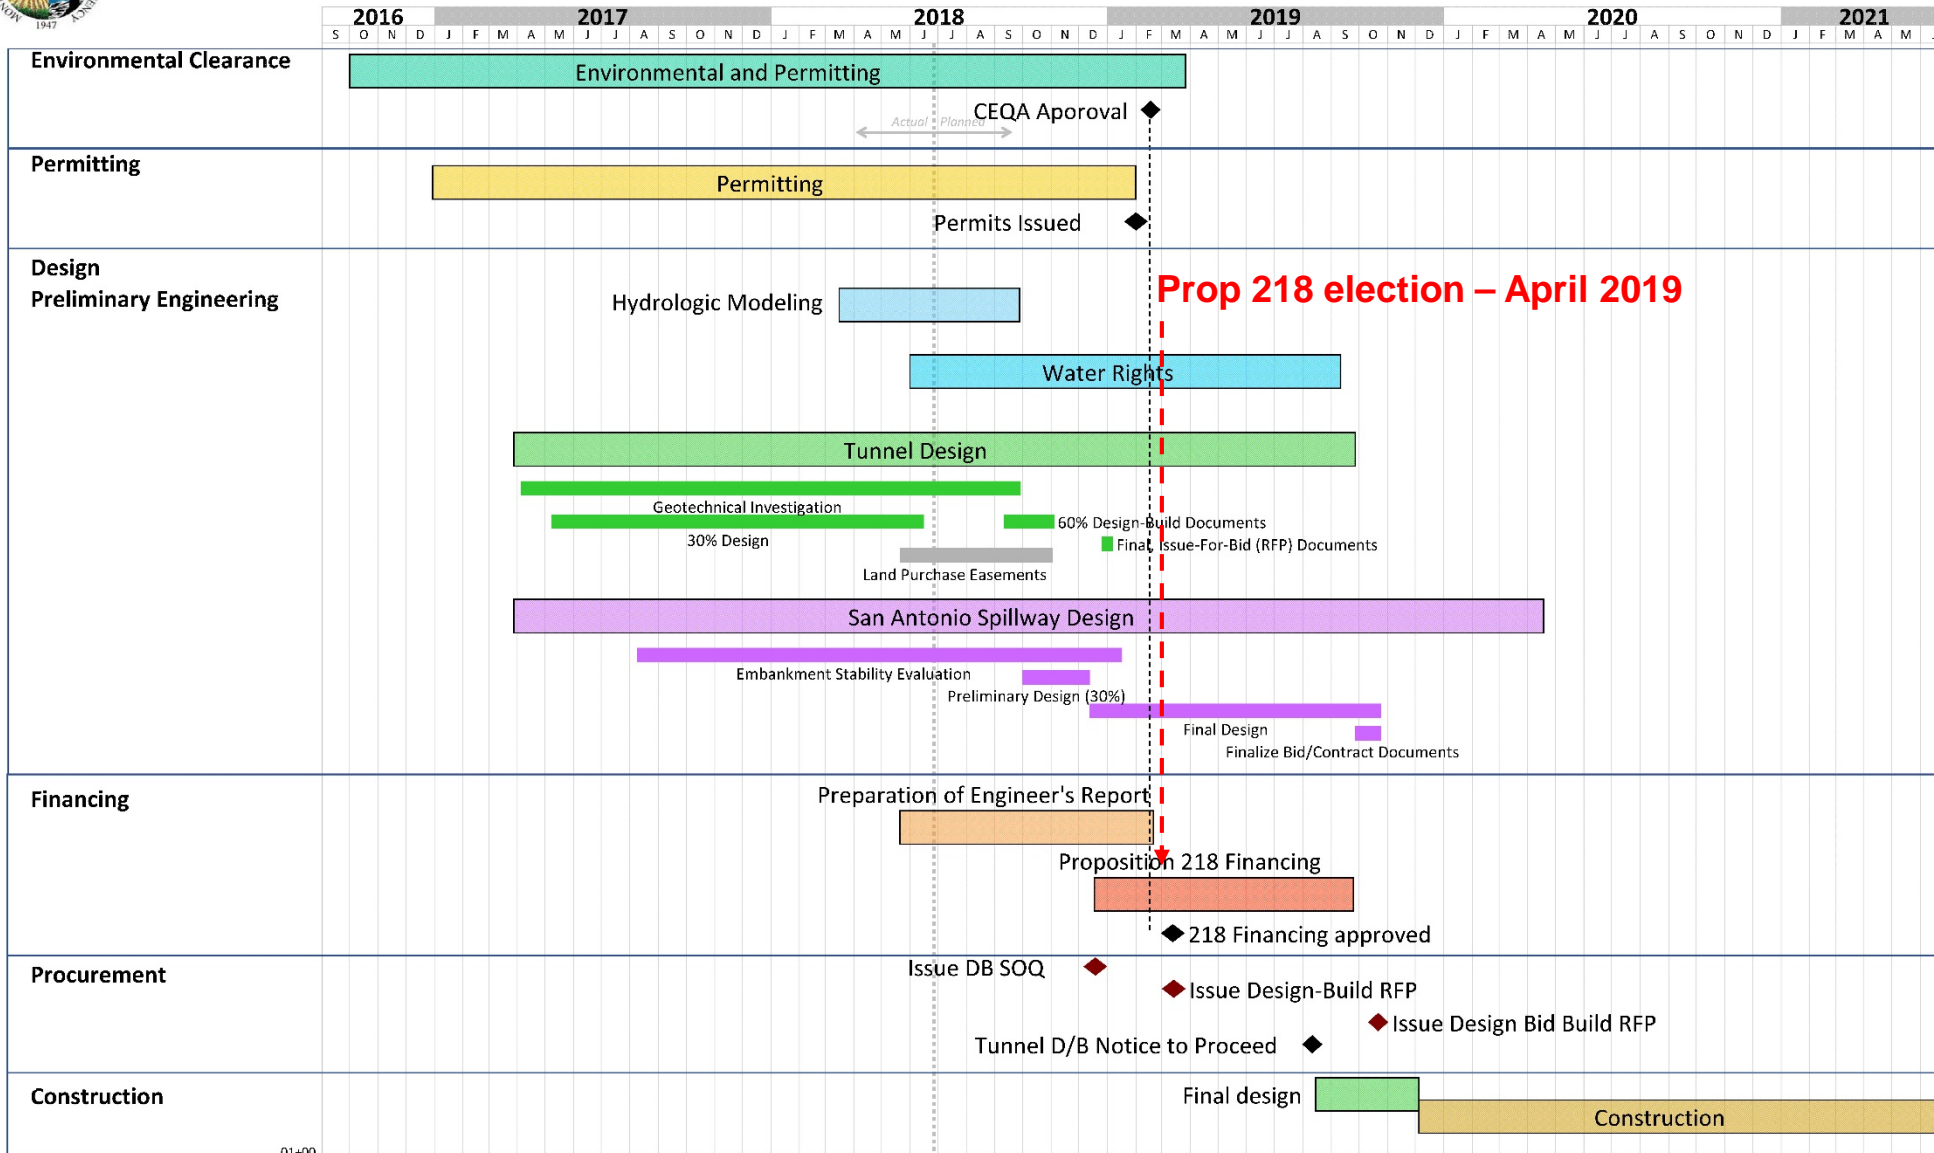 MON
ENCY
1947
2016 2017 2018 2019 2020 2021
S O N D J F M A M J J A S O N D J F M A M J J A S O N D J F M A M J J A S O N D J F M A M J J A S O N D J F M A M
Environmental Clearance
Environmental and Permitting
CEQA Aporoval
Actual Planned
Permitting
Permitting
Permits Issued
Design
Preliminary Engineering
Prop 218 election – April 2019
Hydrologic Modeling
Water Rights
Tunnel Design
Geotechnical Investigation
60% Design-Build Documents
30% Design
Final, Issue-For-Bid (RFP) Documents
Land Purchase Easements
San Antonio Spillway Design
Embankment Stability Evaluation
Preliminary Design (30%)
Final Design
Finalize Bid/Contract Documents
Financing
Preparation of Engineer's Report
Proposition 218 Financing
218 Financing approved
Procurement
Issue DB SOQ
Issue Design-Build RFP
Issue Design Bid Build RFP
Tunnel D/B Notice to Proceed
Construction
Final design
Construction